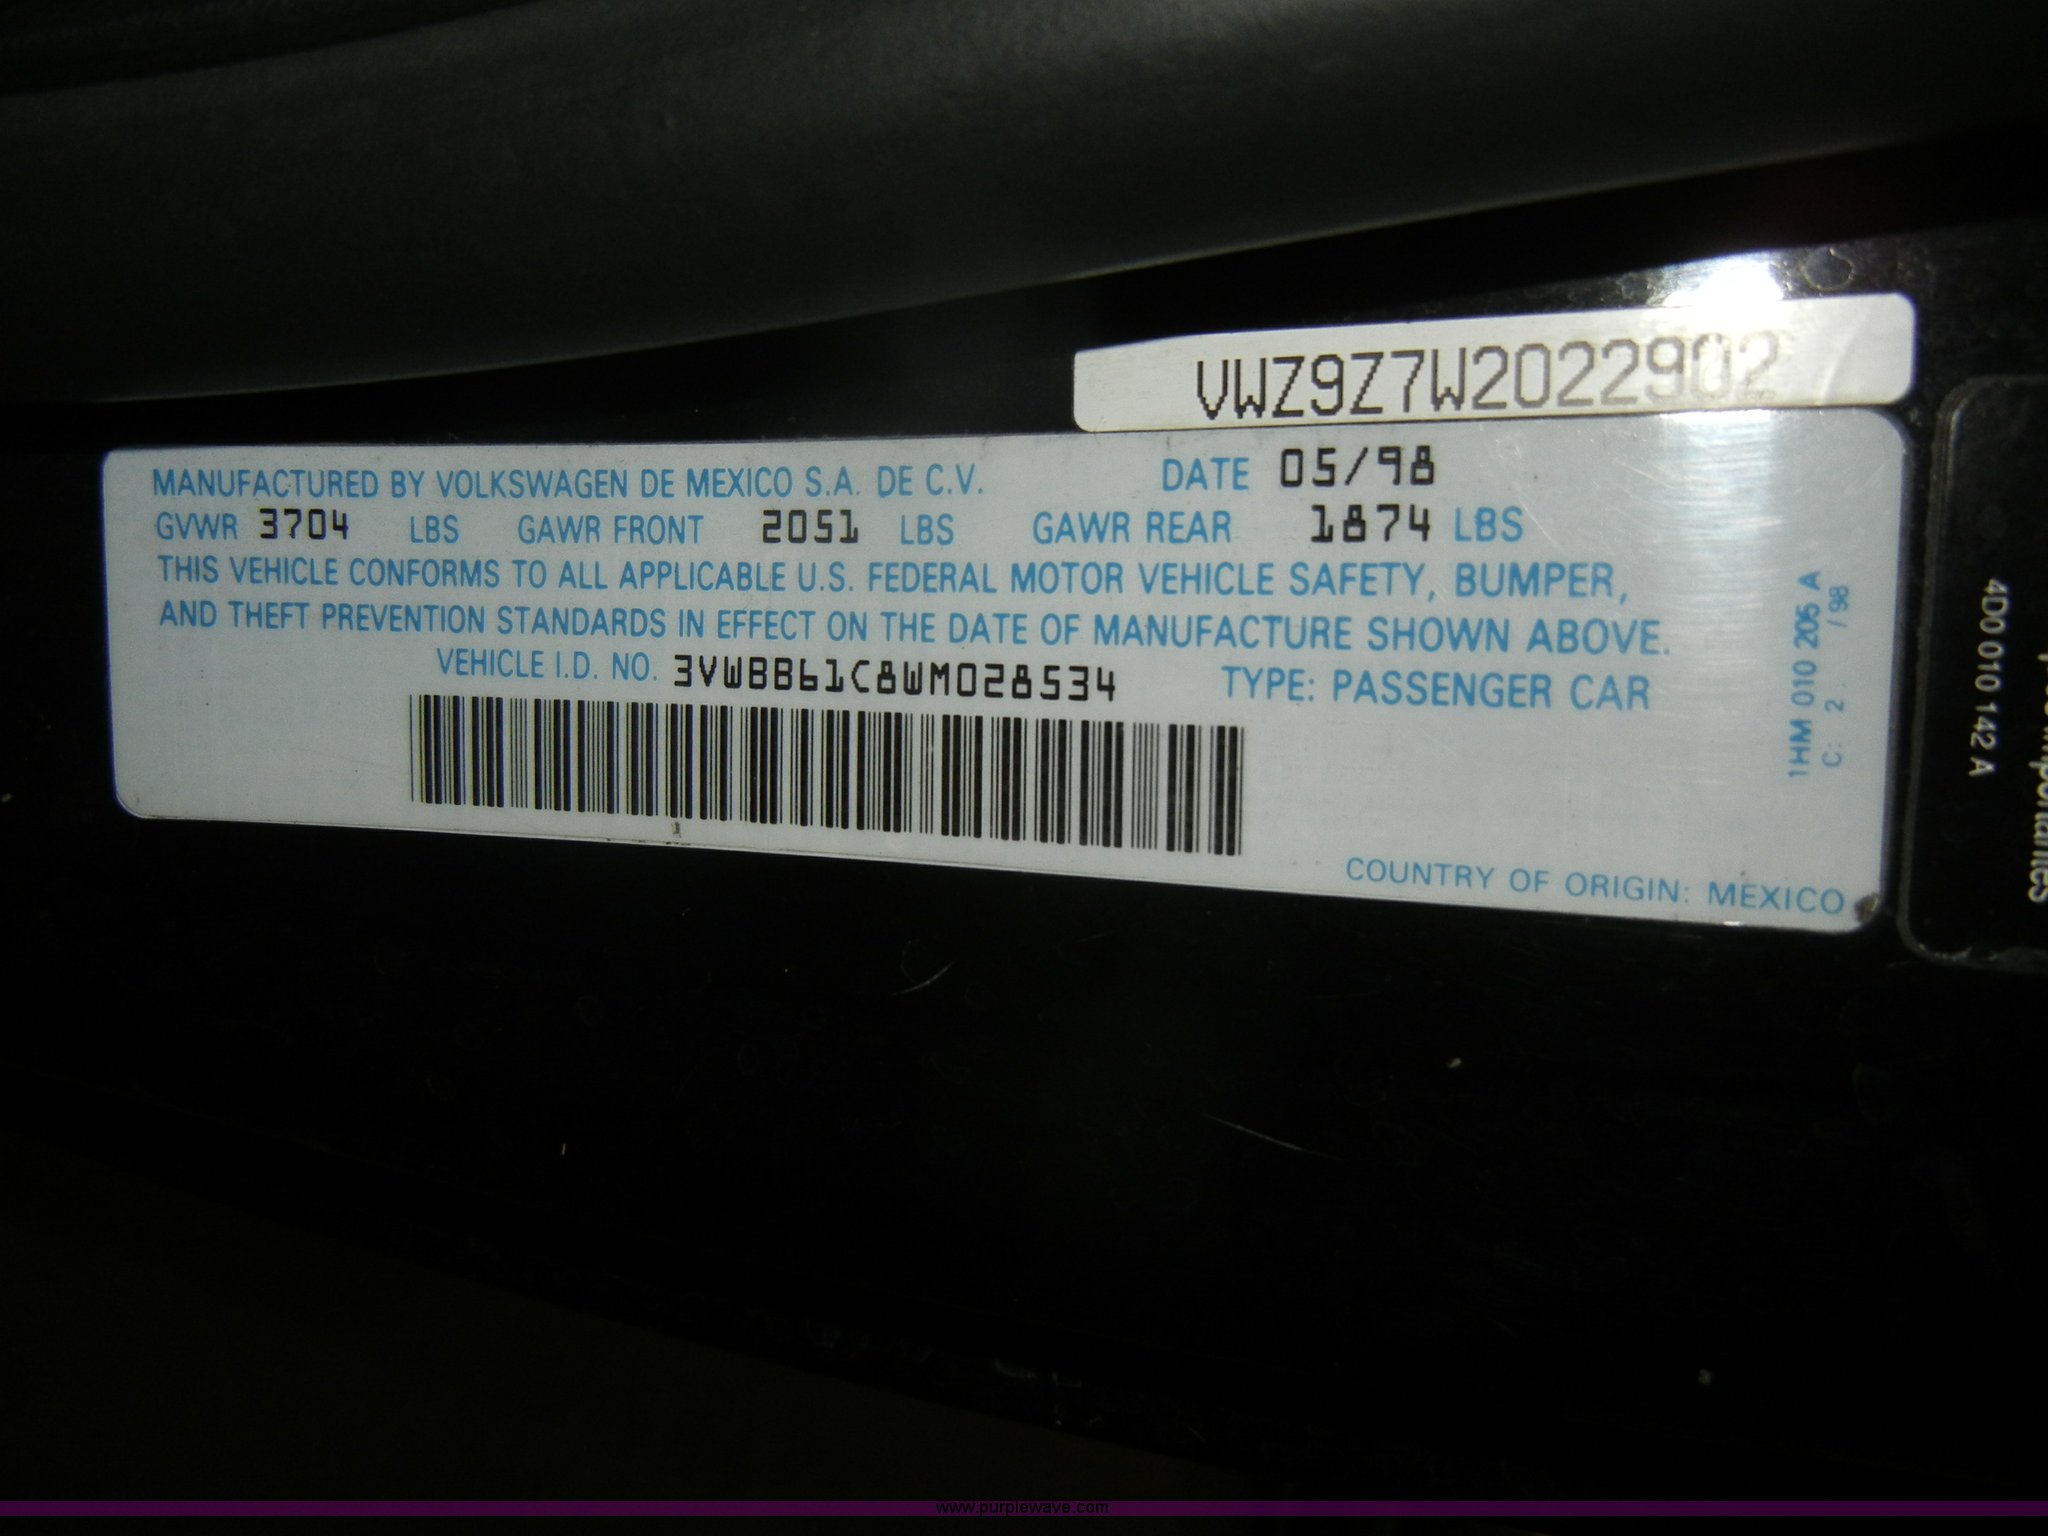 VWZ9Z7W2022902
MANUFACTURED BY VOLKSWAGEN DE MEXICO S.A. DE C.V. DATE 05/98
GVWR 3704 LBS GAWR FRONT 2051 LBS GAWR REAR 1874 LBS
THIS VEHICLE CONFORMS TO ALL APPLICABLE U.S. FEDERAL MOTOR VEHICLE SAFETY, BUMPER,
AND THEFT PREVENTION STANDARDS IN EFFECT ON THE DATE OF MANUFACTURE SHOWN ABOVE.
VEHICLE I.D. NO. 3VWBB61C8WM028534 TYPE: PASSENGER CAR
COUNTRY OF ORIGIN: MEXICO
1HM 010 205 A
C: 2 /98
4D0 010 142 A
www.purplewave.com